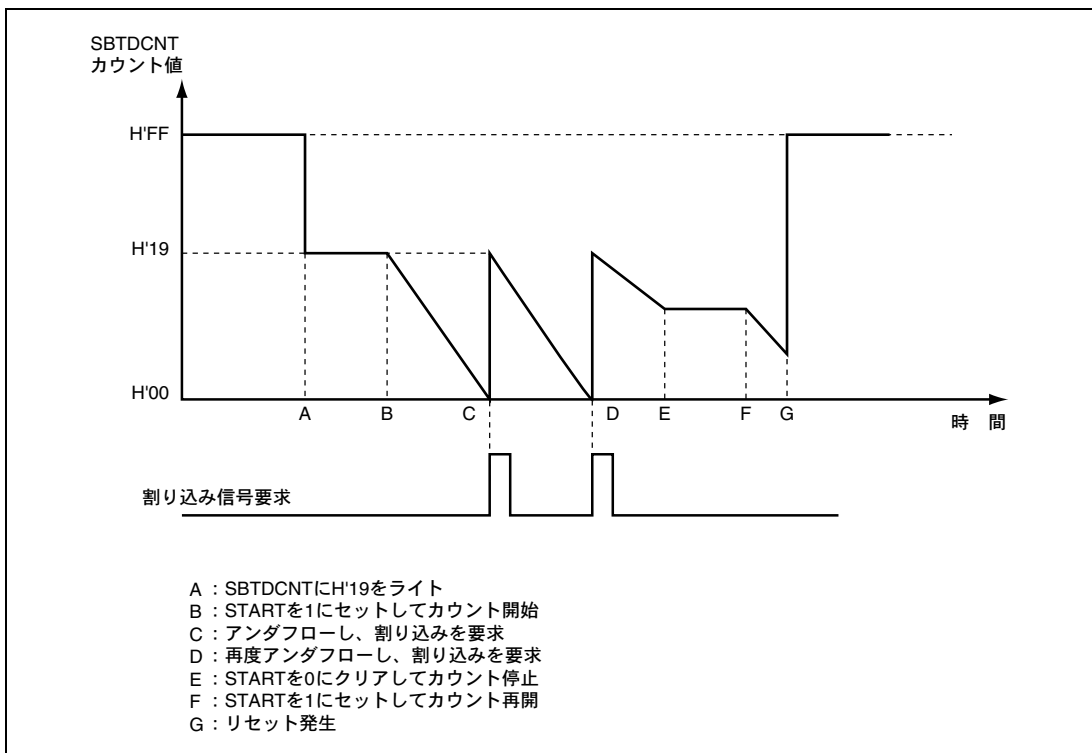 SBTDCNT
カウント値
H'FF
H'19
H'00
A B C D E F G
時 間
割り込み信号要求
A : SBTDCNTにH'19をライト
B : STARTを1にセットしてカウント開始
C : アンダフローし、割り込みを要求
D : 再度アンダフローし、割り込みを要求
E : STARTを0にクリアしてカウント停止
F : STARTを1にセットしてカウント再開
G : リセット発生